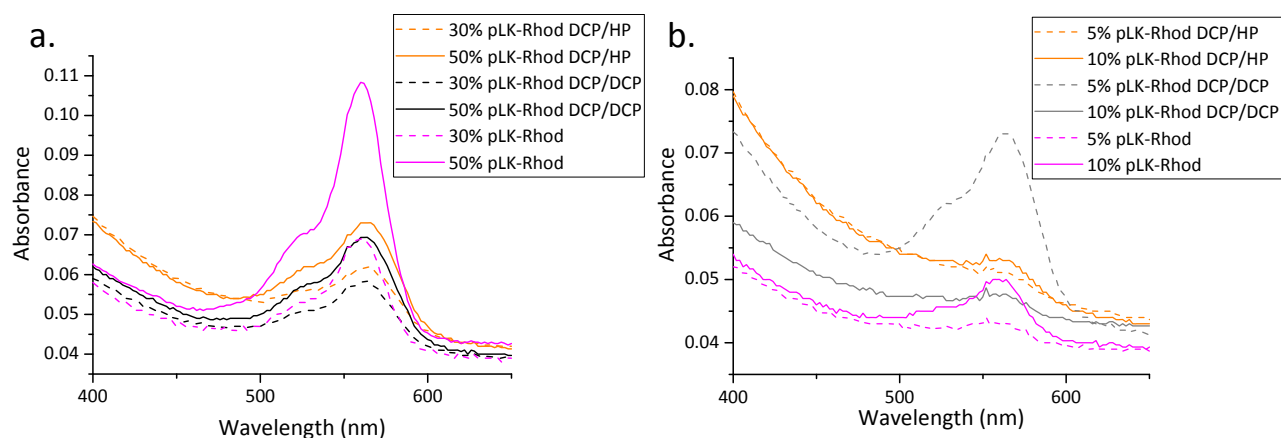 a.
30% pLK-Rhod DCP/HP
50% pLK-Rhod DCP/HP
30% pLK-Rhod DCP/DCP
50% pLK-Rhod DCP/DCP
30% pLK-Rhod
50% pLK-Rhod
0.11
0.10
0.09
0.08
0.07
0.06
0.05
0.04
Absorbance
400
500
600
Wavelength (nm)
b.
5% pLK-Rhod DCP/HP
10% pLK-Rhod DCP/HP
5% pLK-Rhod DCP/DCP
10% pLK-Rhod DCP/DCP
5% pLK-Rhod
10% pLK-Rhod
0.08
0.07
0.06
0.05
0.04
Absorbance
400
500
600
Wavelength (nm)